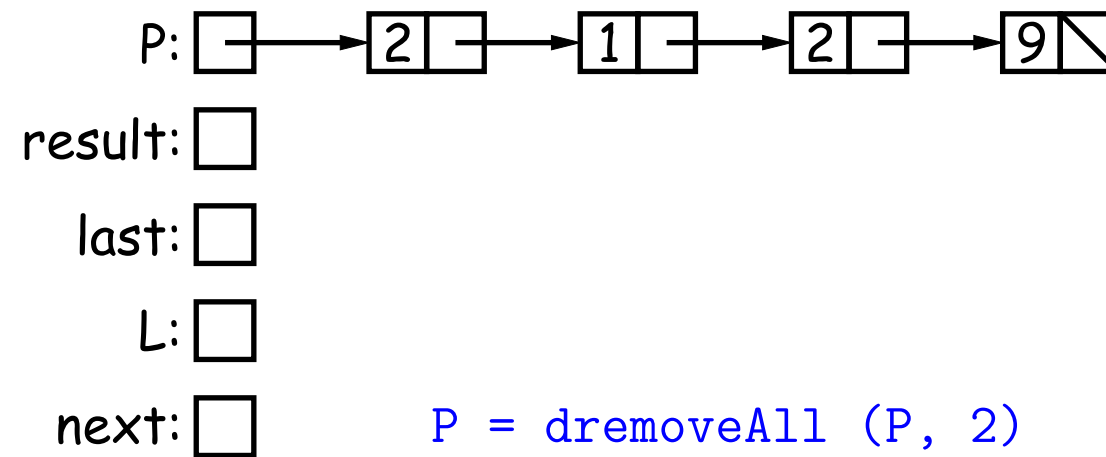 P: 2 1 2 9
result:
last:
L:
next: P = dremoveAll (P, 2)